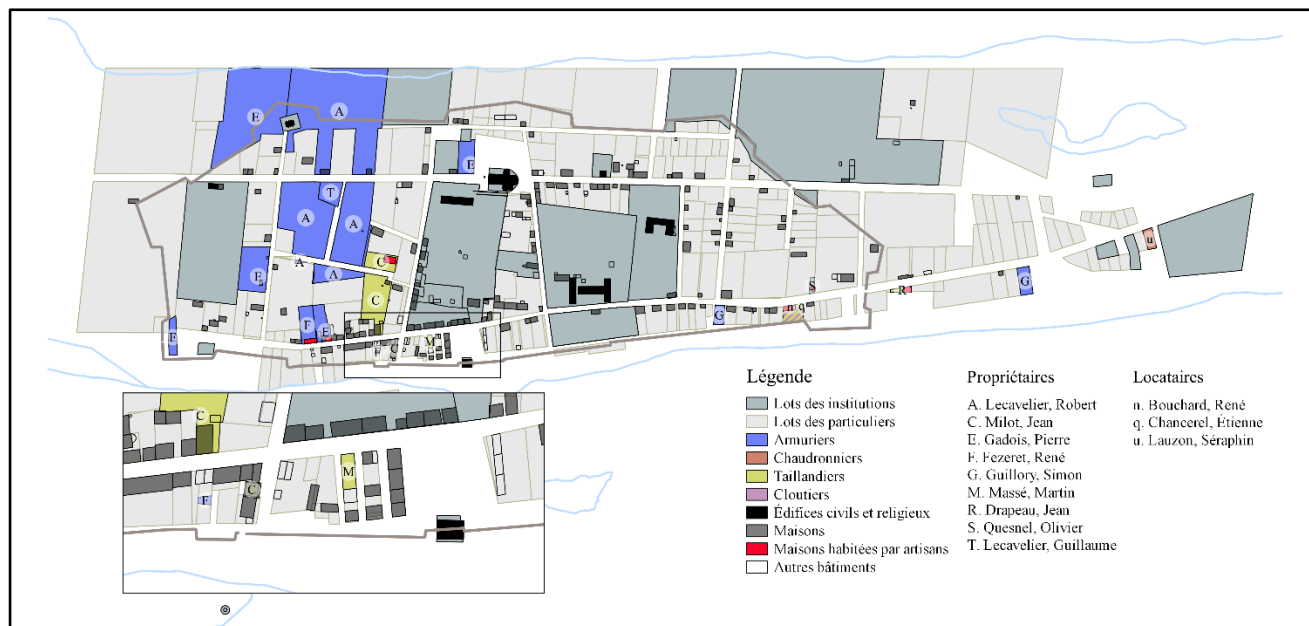 E
A
E
T
A
A
E
A
A
C
C
S
R
u
G
G
F
E
F
q
M
F
C
C
M
F
C
Légende
Lots des institutions
Lots des particuliers
Armuriers
Chaudronniers
Taillandiers
Cloutiers
Édifices civils et religieux
Maisons
Maisons habitées par artisans
Autres bâtiments
Propriétaires
A. Lecavelier, Robert
C. Milot, Jean
E. Gadois, Pierre
F. Fezeret, René
G. Guillory, Simon
M. Massé, Martin
R. Drapeau, Jean
S. Quesnel, Olivier
T. Lecavelier, Guillaume
Locataires
n. Bouchard, René
q. Chancerel, Étienne
u. Lauzon, Séraphin